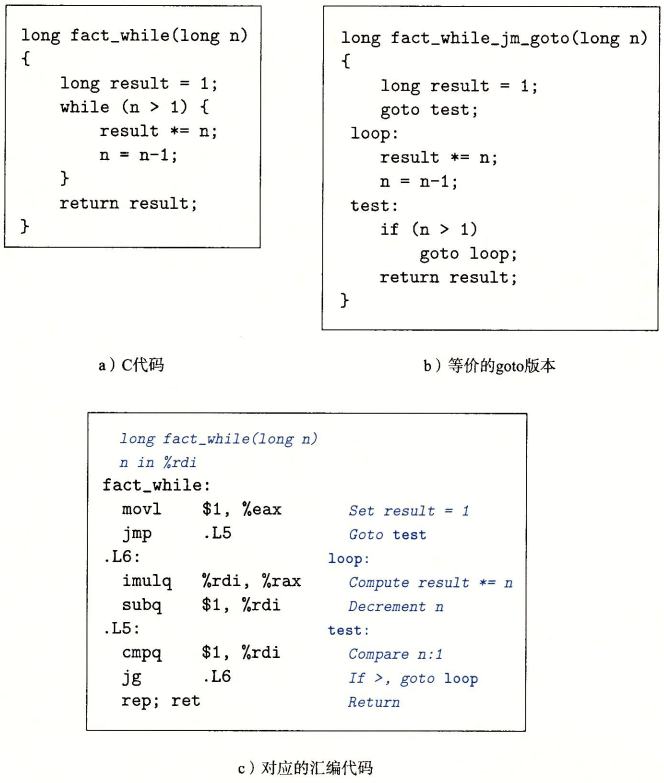 long fact_while(long n)
{
    long result = 1;
    while (n > 1) {
        result *= n;
        n = n-1;
    }
    return result;
}
a）C代码
long fact_while_jm_goto(long n)
{
    long result = 1;
    goto test;
 loop:
    result *= n;
    n = n-1;
 test:
    if (n > 1)
        goto loop;
    return result;
}
b）等价的goto版本
long fact_while(long n)
n in %rdi
fact_while:
  movl    $1, %eax    Set result = 1
  jmp     .L5    Goto test
.L6:    loop:
  imulq   %rdi, %rax    Compute result *= n
  subq    $1, %rdi    Decrement n
.L5:    test:
  cmpq    $1, %rdi    Compare n:1
  jg      .L6    If >, goto loop
  rep; ret    Return
c）对应的汇编代码